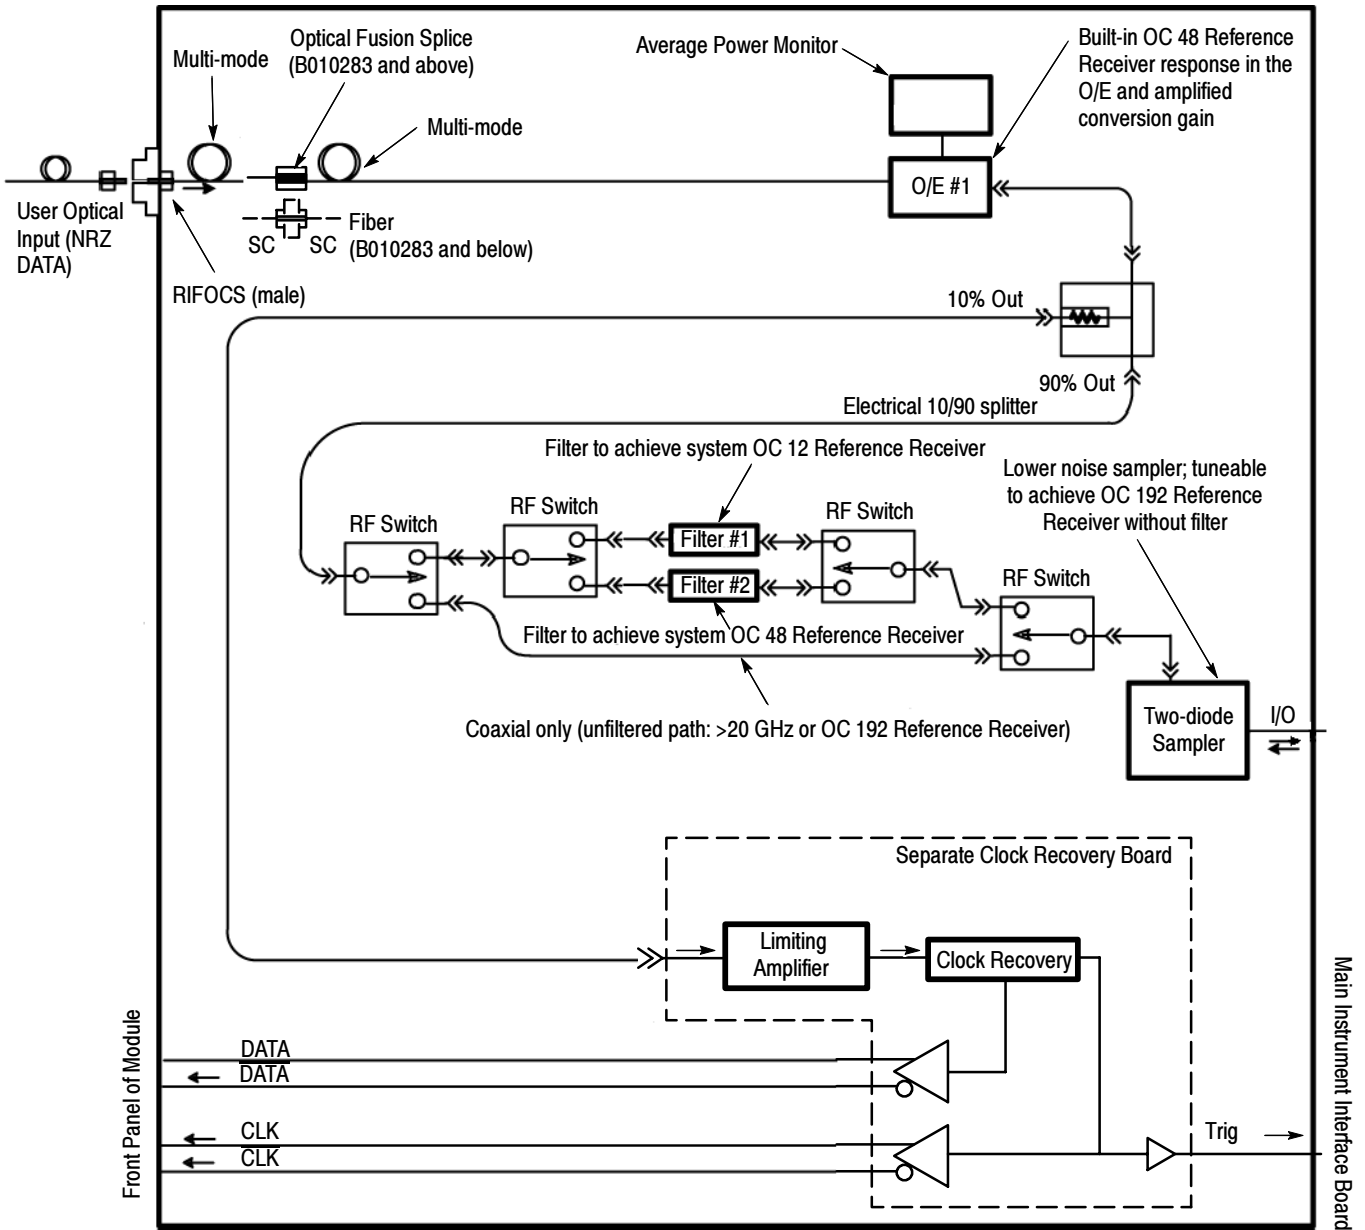 Optical Fusion Splice
(B010283 and above)
Multi-mode
Average Power Monitor
Built-in OC 48 Reference
Receiver response in the
O/E and amplified
conversion gain
Multi-mode
O/E #1
User Optical
Input (NRZ
DATA)
SC
SC
Fiber
(B010283 and below)
RIFOCS (male)
10% Out
90% Out
Electrical 10/90 splitter
Filter to achieve system OC 12 Reference Receiver
Lower noise sampler; tuneable
to achieve OC 192 Reference
Receiver without filter
RF Switch
RF Switch
RF Switch
RF Switch
Filter #1
Filter #2
Filter to achieve system OC 48 Reference Receiver
Coaxial only (unfiltered path: >20 GHz or OC 192 Reference Receiver)
Two-diode
Sampler
I/O
Separate Clock Recovery Board
Limiting
Amplifier
Clock Recovery
DATA
DATA
CLK
CLK
Trig
Front Panel of Module
Main Instrument Interface Board